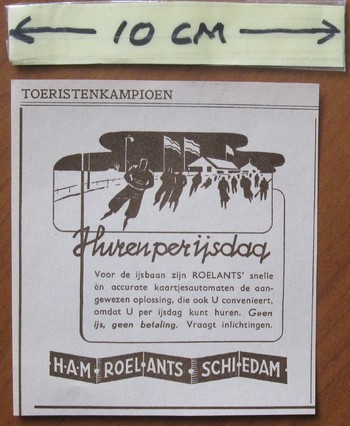 10 CM
TOERISTENKAMPIOEN
Huren per ijsdag
Voor de ijsbaan zijn ROELANTS' snelle
èn accurate kaartjesautomaten de aan-
gewezen oplossing, die ook U convenieert,
omdat U per ijsdag kunt huren. Geen
ijs, geen betaling. Vraagt inlichtingen.
H·A·M·ROELANTS·SCHIEDAM